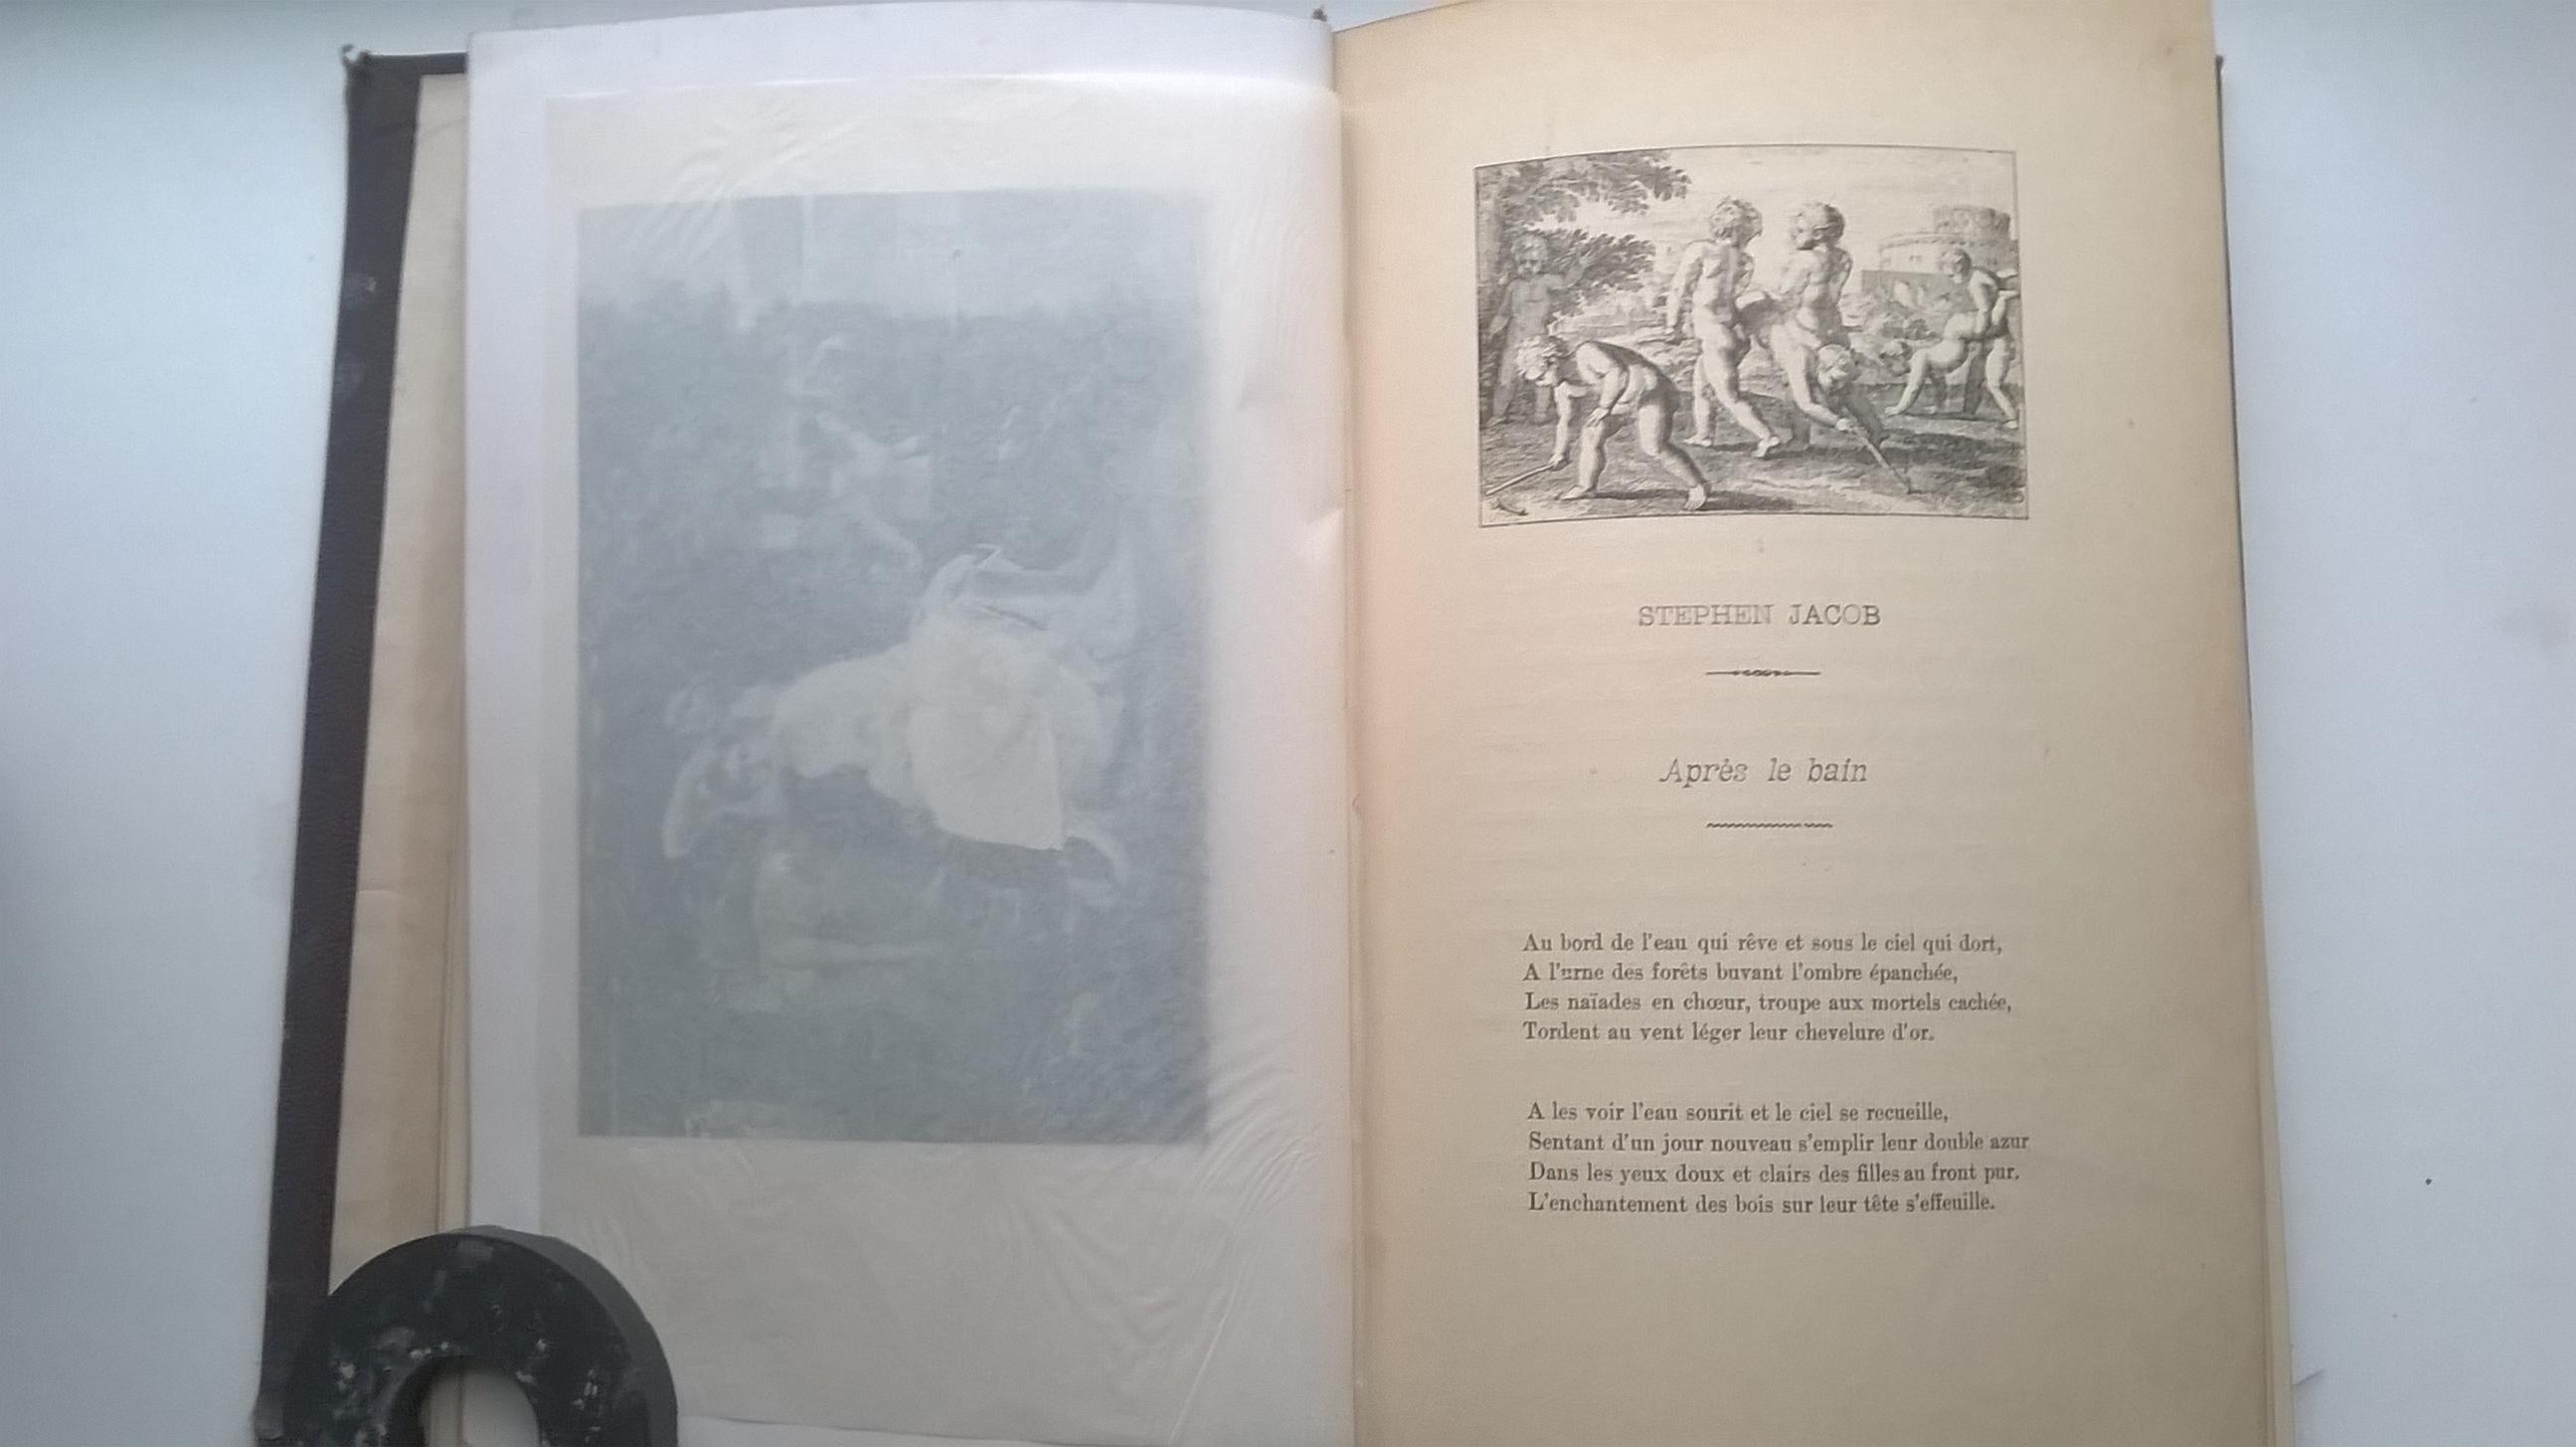 STEPHEN JACOB
Après le bain
Au bord de l'eau qui rêve et sous le ciel qui dort,
A l'urne des forêts buvant l'ombre épanchée,
Les naïades en chœur, troupe aux mortels cachée,
Tordent au vent léger leur chevelure d'or.
A les voir l'eau sourit et le ciel se recueille,
Sentant d'un jour nouveau s'emplir leur double azur
Dans les yeux doux et clairs des filles au front pur.
L'enchantement des bois sur leur tête s'effeuille.